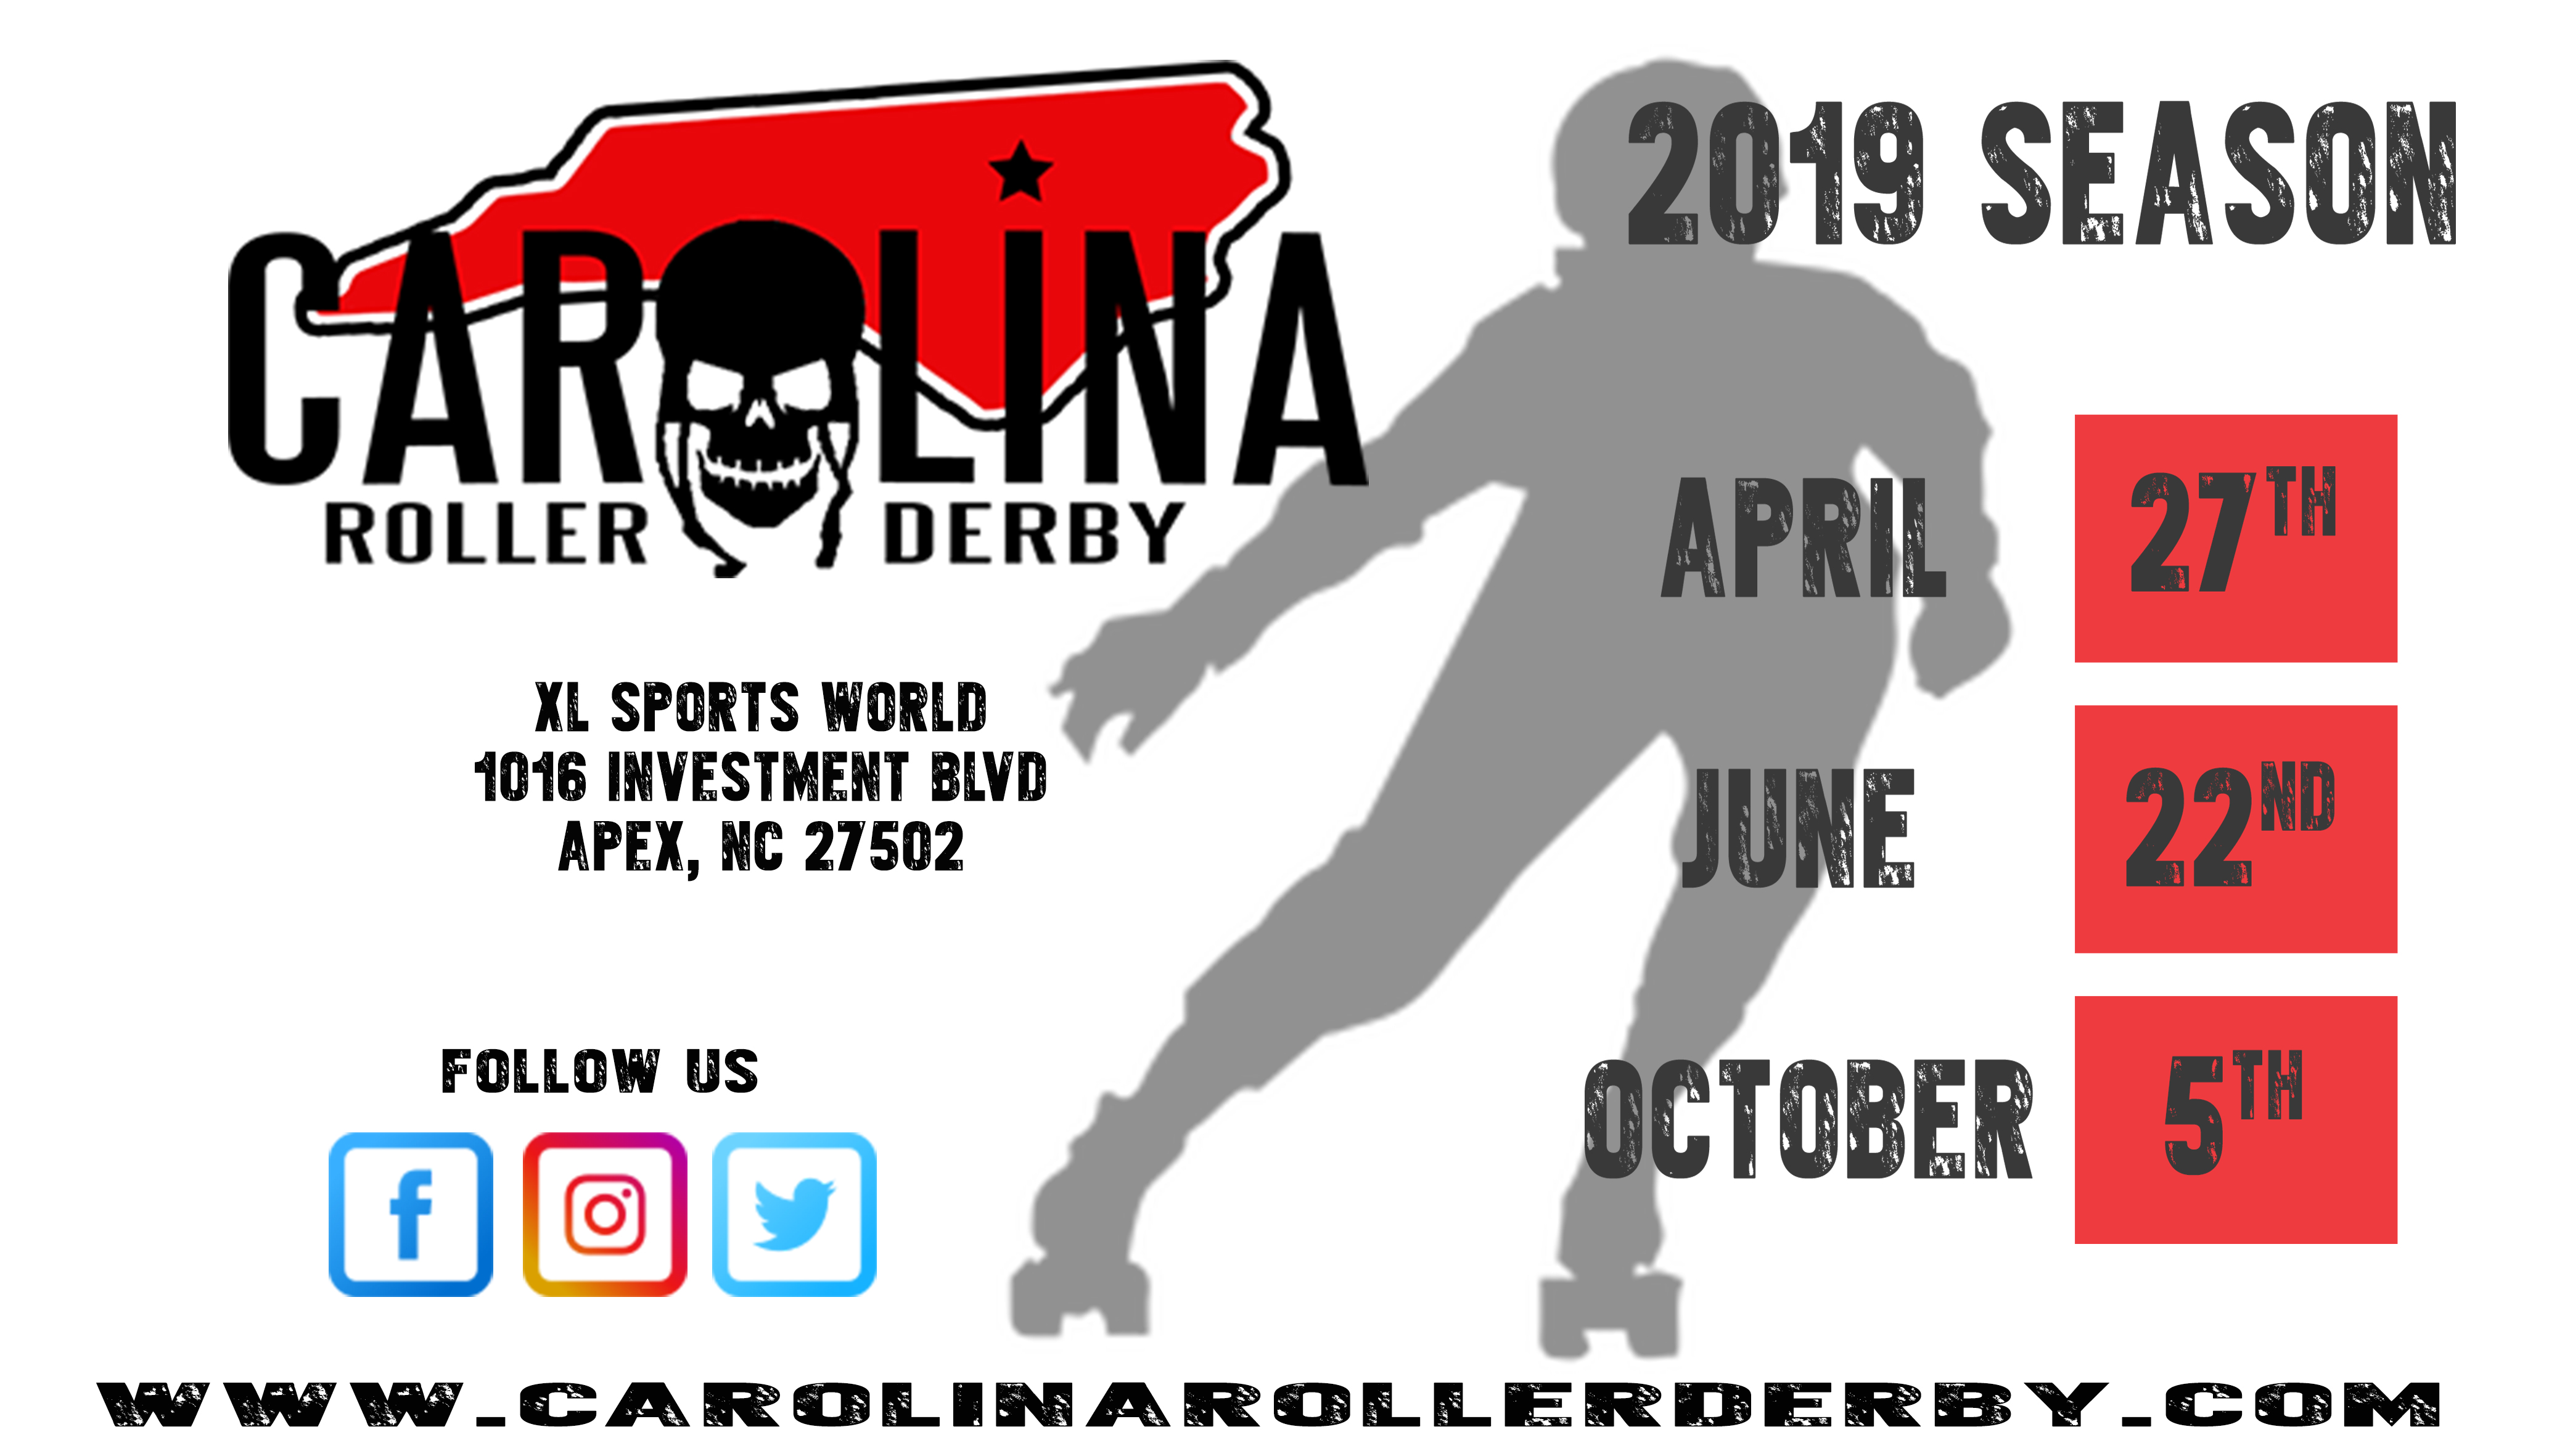 CAROLINA
ROLLER DERBY
XL SPORTS WORLD
1016 INVESTMENT BLVD
APEX, NC 27502
FOLLOW US
2019 SEASON
APRIL 27TH
JUNE 22ND
OCTOBER 5TH
WWW.CAROLINAROLLERDERBY.COM